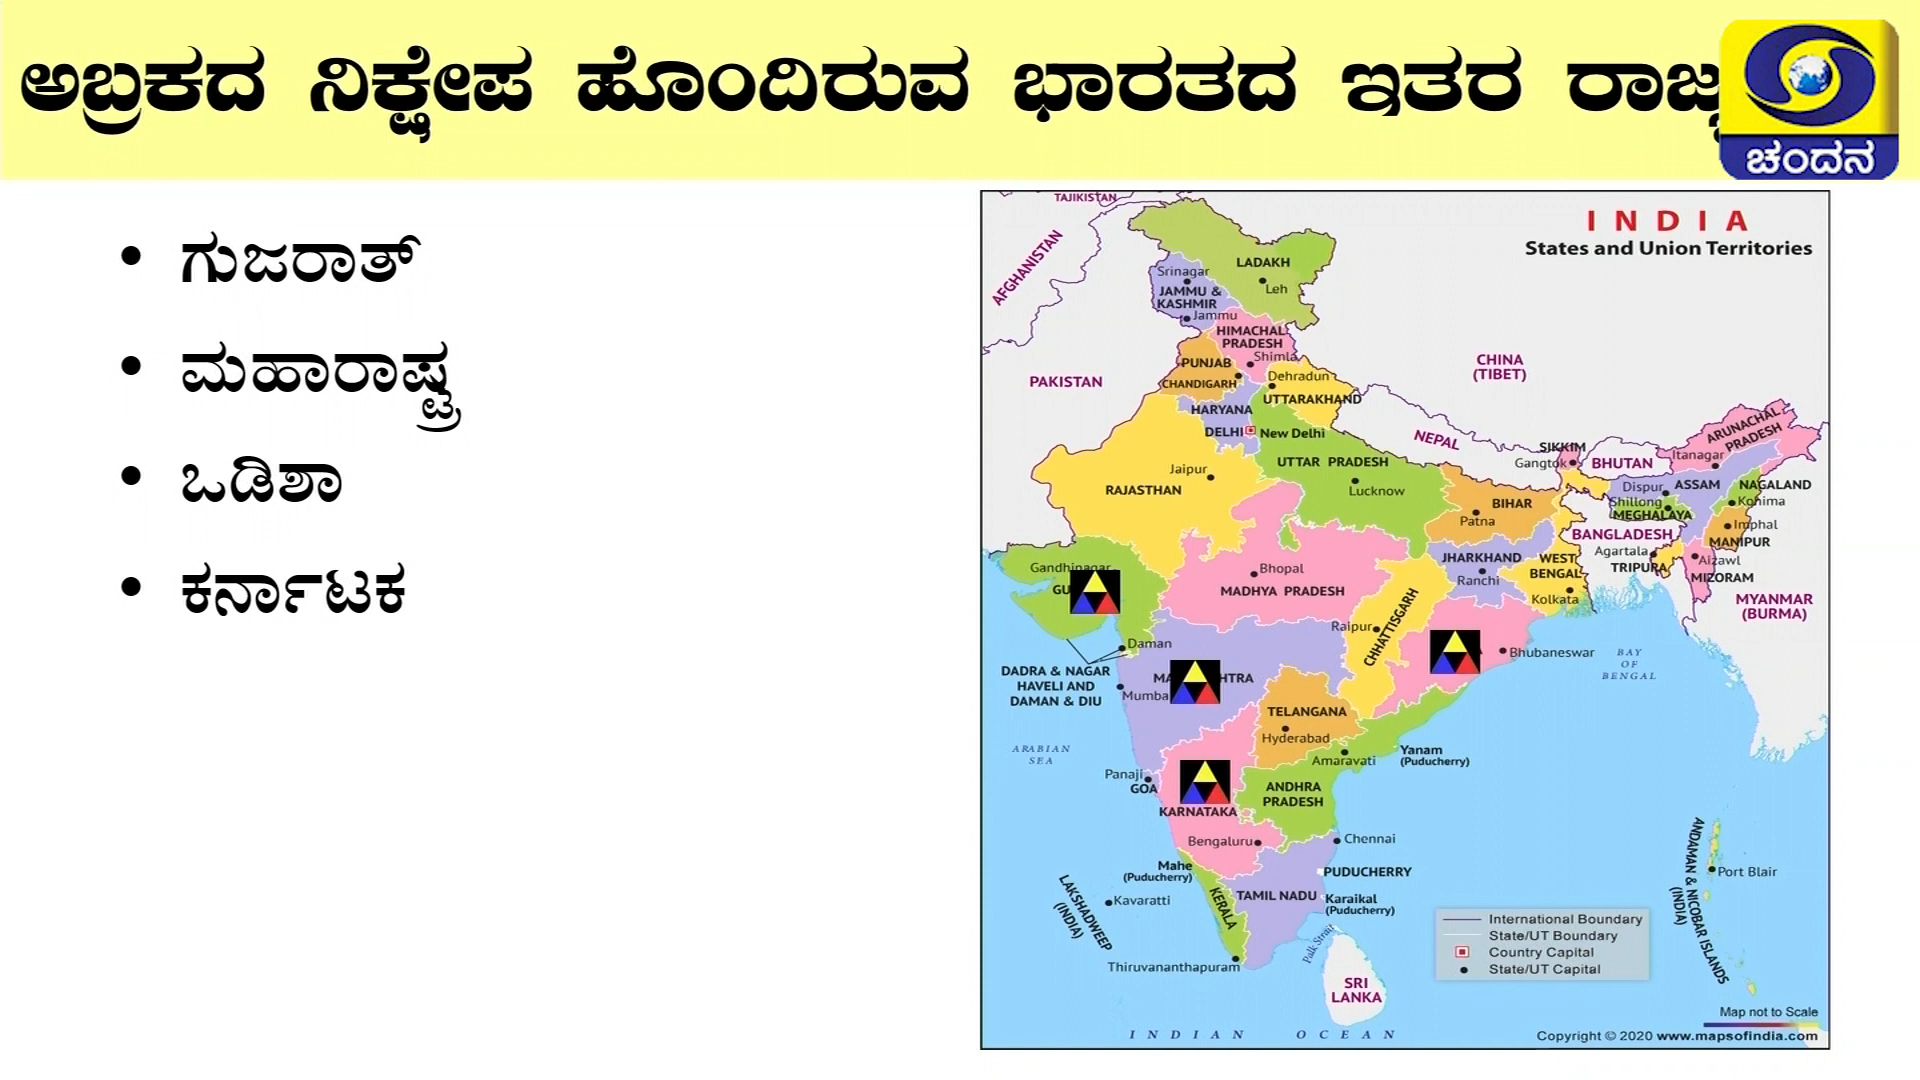 ಅಬ್ರಕದ ನಿಕ್ಷೇಪ ಹೊಂದಿರುವ ಭಾರತದ ಇತರ
ಚಂದನ
• ಗುಜರಾತ್
• ಮಹಾರಾಷ್ಟ್ರ
• ಒಡಿಶಾ
• ಕರ್ನಾಟಕ
INDIA
States and Union Territories
TAJIKISTAN
AFGHANISTAN
PAKISTAN
CHINA
(TIBET)
NEPAL
BHUTAN
BANGLADESH
MYANMAR
(BURMA)
SRI
LANKA
LADAKH
Leh
Srinagar
JAMMU &
KASHMIR
Jammu
HIMACHAL
PRADESH
Shimla
PUNJAB
CHANDIGARH
Dehradun
UTTARAKHAND
HARYANA
DELHI
New Delhi
UTTAR PRADESH
Lucknow
Jaipur
RAJASTHAN
BIHAR
Patna
SIKKIM
Gangtok
ARUNACHAL
PRADESH
Itanagar
Dispur
ASSAM
NAGALAND
Kohima
Shillong
MEGHALAYA
Imphal
MANIPUR
Agartala
TRIPURA
Aizawl
MIZORAM
JHARKHAND
Ranchi
WEST
BENGAL
Kolkata
Gandhinagar
Bhopal
MADHYA PRADESH
CHHATTISGARH
Raipur
Bhubaneswar
Daman
DADRA & NAGAR
HAVELI AND
DAMAN & DIU
TELANGANA
Hyderabad
Amaravati
Yanam
(Puducherry)
ANDHRA
PRADESH
Panaji
GOA
KARNATAKA
Bengaluru
Chennai
Mahe
(Puducherry)
PUDUCHERRY
KERALA
TAMIL NADU
Karaikal
(Puducherry)
LAKSHADWEEP
(INDIA)
Kavaratti
Thiruvananthapuram
Palk Strait
ANDAMAN & NICOBAR ISLANDS
(INDIA)
Port Blair
ARABIAN
SEA
BAY
OF
BENGAL
INDIAN OCEAN
International Boundary
State/UT Boundary
Country Capital
State/UT Capital
Map not to Scale
Copyright © 2020 www.mapsofindia.com